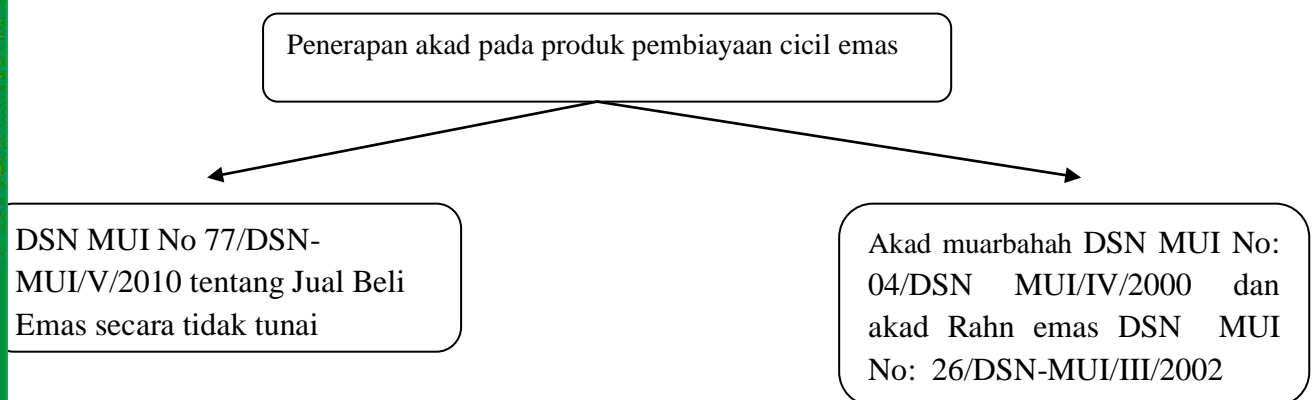 Penerapan akad pada produk pembiayaan cicil emas
DSN MUI No 77/DSN-
MUI/V/2010 tentang Jual Beli
Emas secara tidak tunai
Akad muarbahah DSN MUI No:
04/DSN MUI/IV/2000 dan
akad Rahn emas DSN MUI
No: 26/DSN-MUI/III/2002